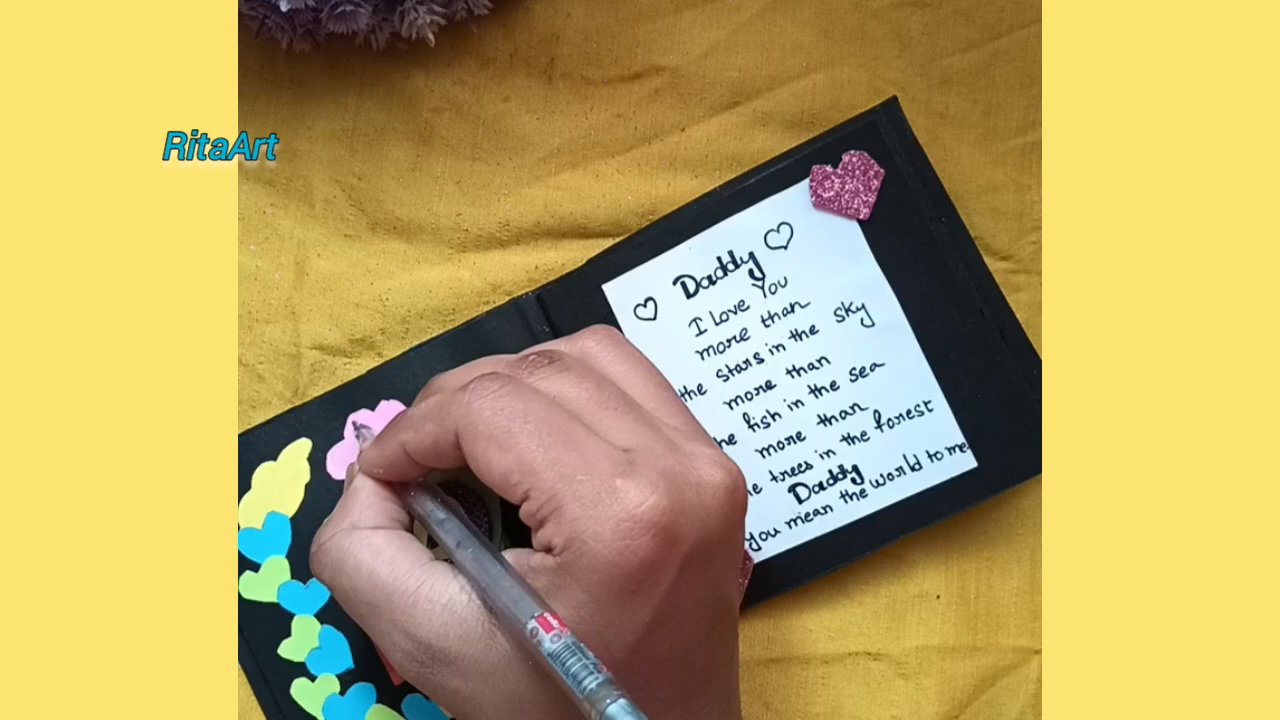 RitaArt
Daddy
I Love You
more than
the stars in the sky
more than
he fish in the sea
more than
e trees in the forest
Daddy
you mean the world to me